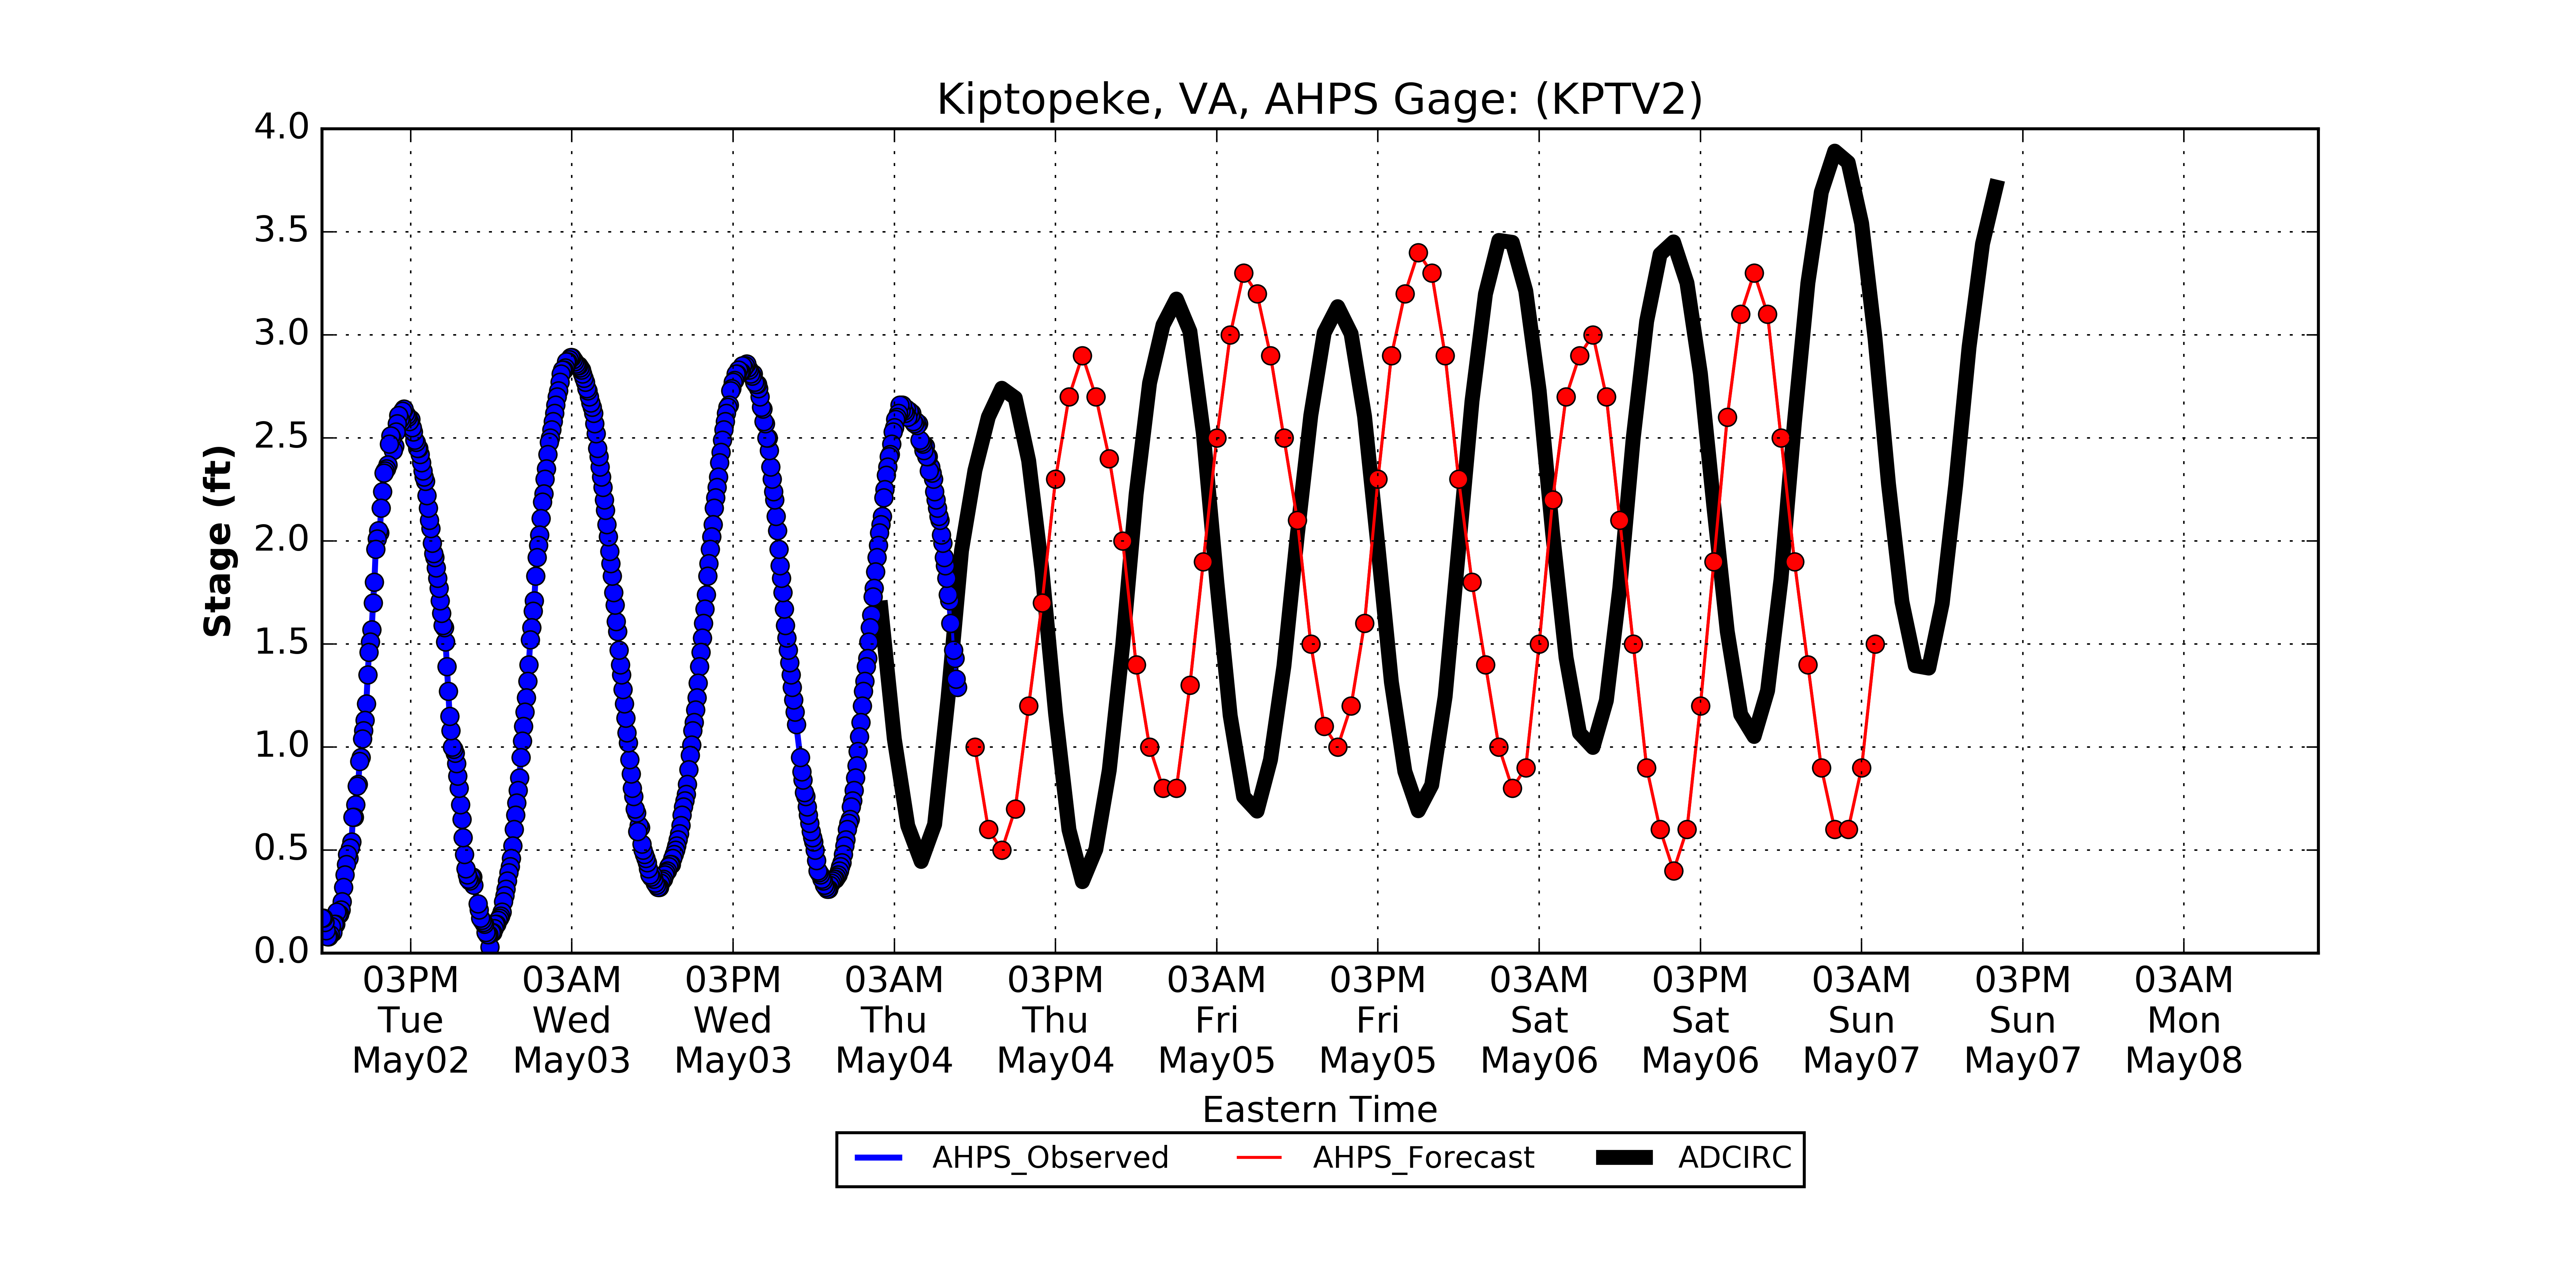 Kiptopeke, VA, AHPS Gage: (KPTV2)
4.0
3.5
3.0
2.5
2.0
1.5
1.0
0.5
0.0
Stage (ft)
03PM 03AM 03PM 03AM 03PM 03AM 03PM 03AM 03PM 03AM 03PM 03AM
Tue Wed Wed Thu Thu Fri Fri Sat Sat Sun Sun Mon
May02 May03 May03 May04 May04 May05 May05 May06 May06 May07 May07 May08
Eastern Time
AHPS_Observed AHPS_Forecast ADCIRC